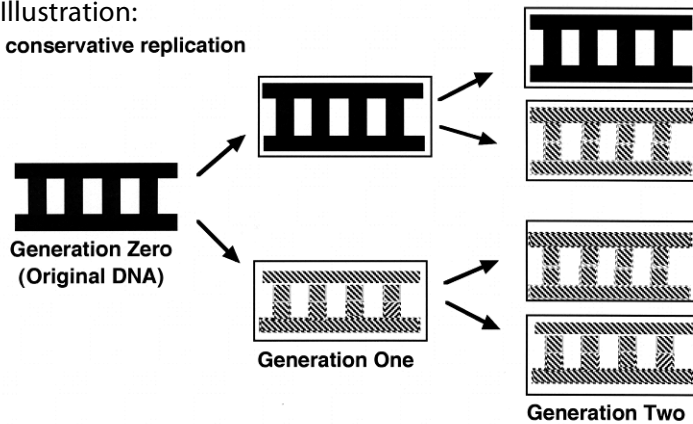 Illustration:
conservative replication
Generation Zero
(Original DNA)
Generation One
Generation Two